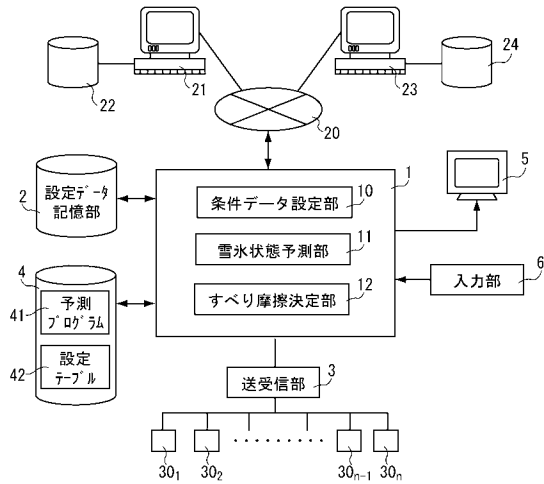 22
21
23
24
20
設定ﾃﾞｰﾀ
記憶部
2
1
条件データ設定部
10
雪氷状態予測部
11
すべり摩擦決定部
12
5
入力部
6
4
予測
ﾌﾟﾛｸﾞﾗﾑ
41
設定
ﾃｰﾌﾞﾙ
42
送受信部
3
30₁
30₂
30ₙ₋₁
30ₙ